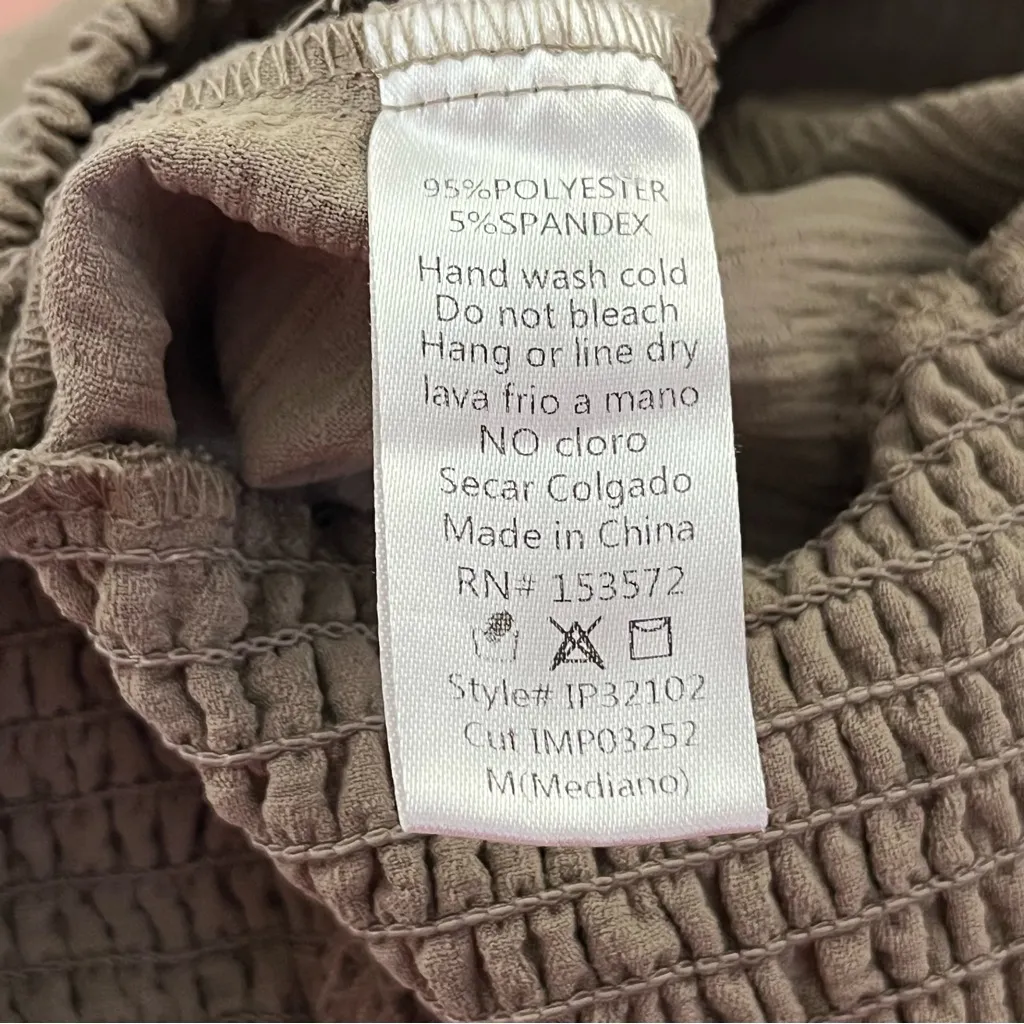 95%POLYESTER
5%SPANDEX
Hand wash cold
Do not bleach
Hang or line dry
lava frio a mano
NO cloro
Secar Colgado
Made in China
RN# 153572
Style# IP32102
Cut IMP03252
M(Mediano)